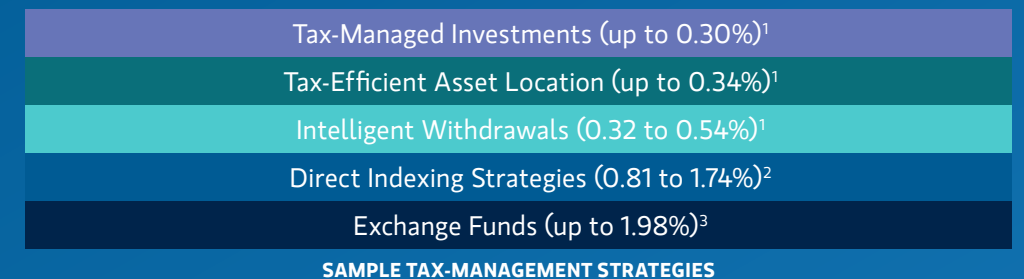 Tax-Managed Investments (up to 0.30%)¹
Tax-Efficient Asset Location (up to 0.34%)¹
Intelligent Withdrawals (0.32 to 0.54%)¹
Direct Indexing Strategies (0.81 to 1.74%)²
Exchange Funds (up to 1.98%)³
SAMPLE TAX-MANAGEMENT STRATEGIES